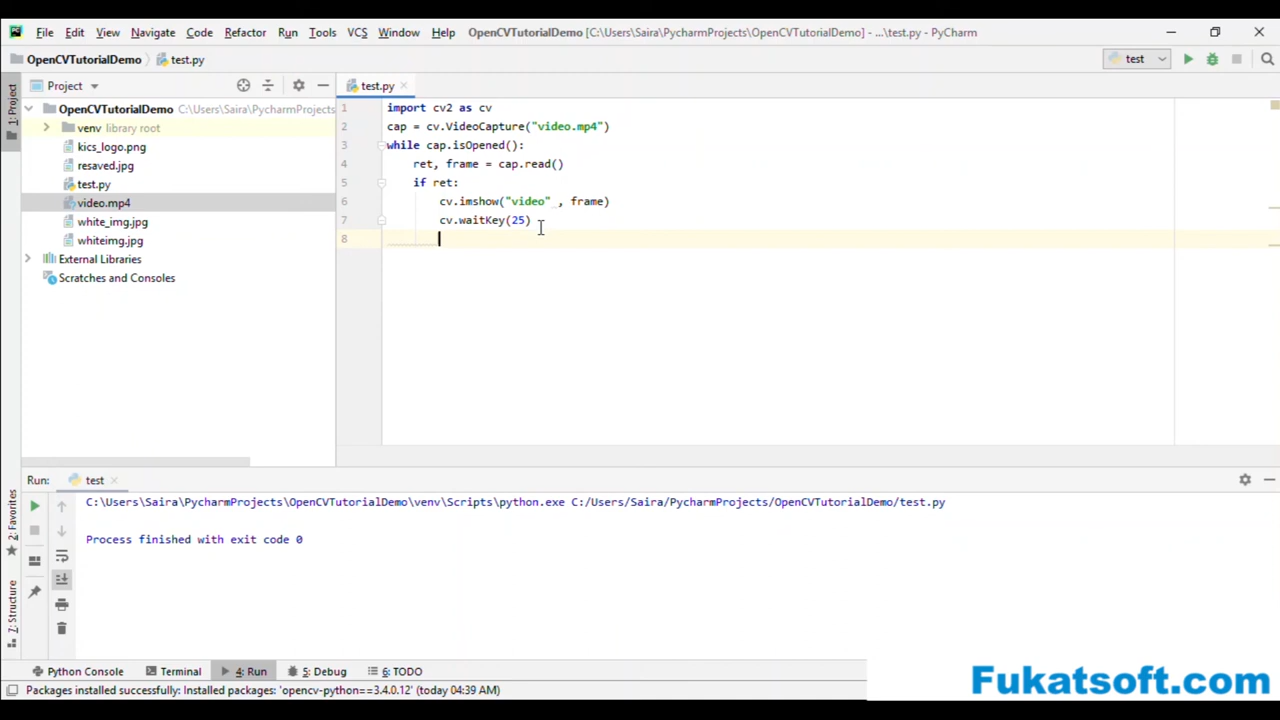 File Edit View Navigate Code Refactor Run Tools VCS Window Help OpenCVTutorialDemo [C:\Users\Saira\PycharmProjects\OpenCVTutorialDemo] - ...\test.py - PyCharm
OpenCVTutorialDemo test.py test
1: Project
Project
test.py
OpenCVTutorialDemo C:\Users\Saira\PycharmProjects
venv library root
kics_logo.png
resaved.jpg
test.py
video.mp4
white_img.jpg
whiteimg.jpg
External Libraries
Scratches and Consoles
1 import cv2 as cv
2 cap = cv.VideoCapture("video.mp4")
3 while cap.isOpened():
4 ret, frame = cap.read()
5 if ret:
6 cv.imshow("video" , frame)
7 cv.waitKey(25)
8
Run: test
C:\Users\Saira\PycharmProjects\OpenCVTutorialDemo\venv\Scripts\python.exe C:/Users/Saira/PycharmProjects/OpenCVTutorialDemo/test.py
Process finished with exit code 0
2: Favorites
7: Structure
Python Console Terminal 4: Run 5: Debug 6: TODO
Packages installed successfully: Installed packages: 'opencv-python==3.4.0.12' (today 04:39 AM)
Fukatsoft.com